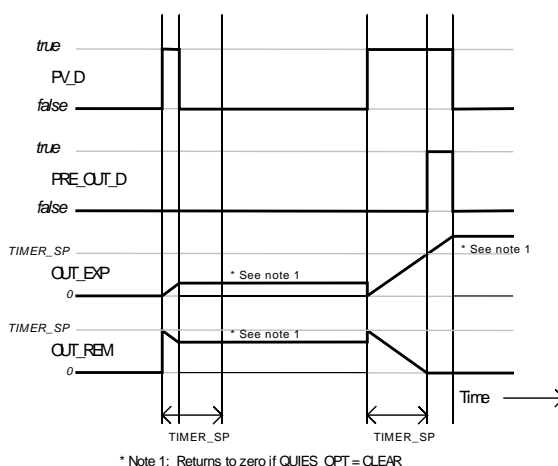 true
PV_D
false
true
PRE_OUT_D
false
TIMER_SP
* See note 1
OUT_EXP
* See note 1
0
TIMER_SP
* See note 1
OUT_REM
0
Time
TIMER_SP TIMER_SP
* Note 1: Returns to zero if QUIES_OPT = CLEAR